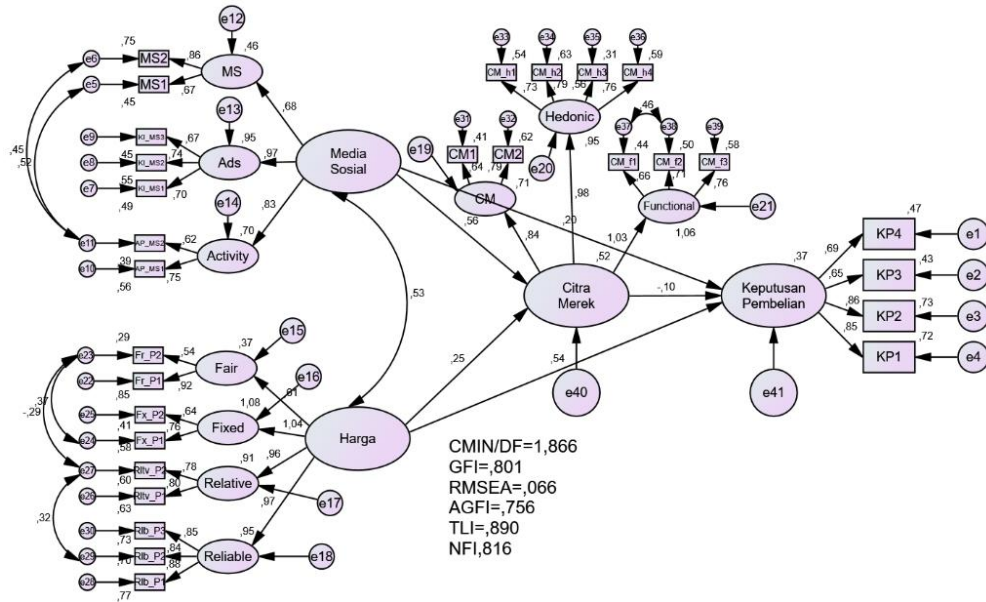 e12
,75
,46
e6
MS2
,86
MS
e5
MS1
,67
,45
,68
e13
e9
KI_MS3
,67
,95
e8
,45
KI_MS2
,74
Ads
,97
e7
,55
KI_MS1
,70
,49
,45
,52
e14
,83
,70
e11
AP_MS2
,62
Activity
e10
,39
AP_MS1
,75
,56
Media
Sosial
e33
e34
e35
e36
,54
,63
,31
,59
CM_h1
CM_h2
CM_h3
CM_h4
,73
,79
,56
,76
Hedonic
,95
e20
e31
e32
,41
,62
e19
CM1
CM2
,64
,79
,71
CM
,46
e37
e38
e39
,44
,50
,58
CM_f1
CM_f2
CM_f3
,66
,71
,76
Functional
e21
1,06
,98
,20
,56
,84
1,03
,52
Citra
Merek
-,10
,37
Keputusan
Pembelian
,47
,69
KP4
e1
,43
,65
KP3
e2
,86
KP2
,73
e3
,85
KP1
,72
e4
,53
,25
,54
e40
e41
e15
,29
,37
e23
Fr_P2
,54
Fair
e16
e22
Fr_P1
,92
,85
,37
-,29
1,08
e25
Fx_P2
,64
Fixed
1,04
,41
e24
Fx_P1
,76
,58
Harga
,91
,96
e27
Rltv_P2
,78
Relative
,60
e26
Rltv_P1
,80
e17
,63
,97
,32
e30
Rlb_P3
,85
,95
,73
e29
Rlb_P2
,84
Reliable
e18
,70
,88
e28
Rlb_P1
,77
CMIN/DF=1,866
GFI=,801
RMSEA=,066
AGFI=,756
TLI=,890
NFI,816